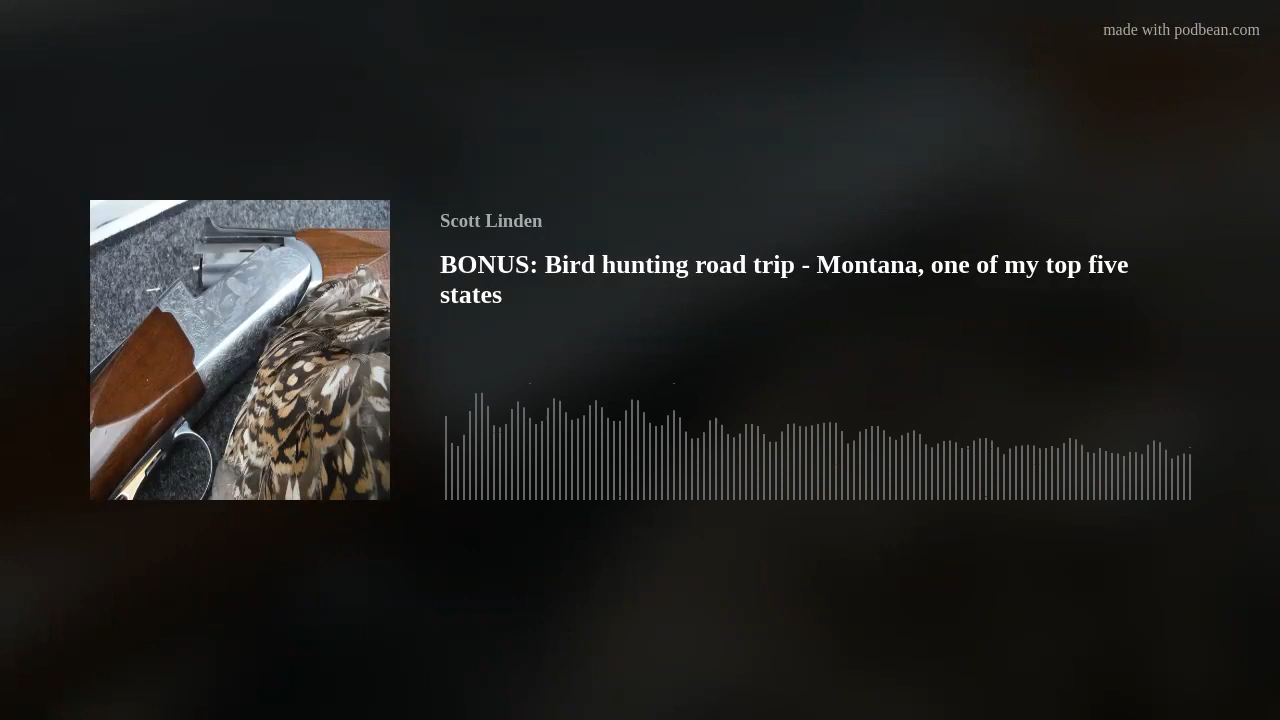 made with podbean.com
Scott Linden
BONUS: Bird hunting road trip - Montana, one of my top five
states